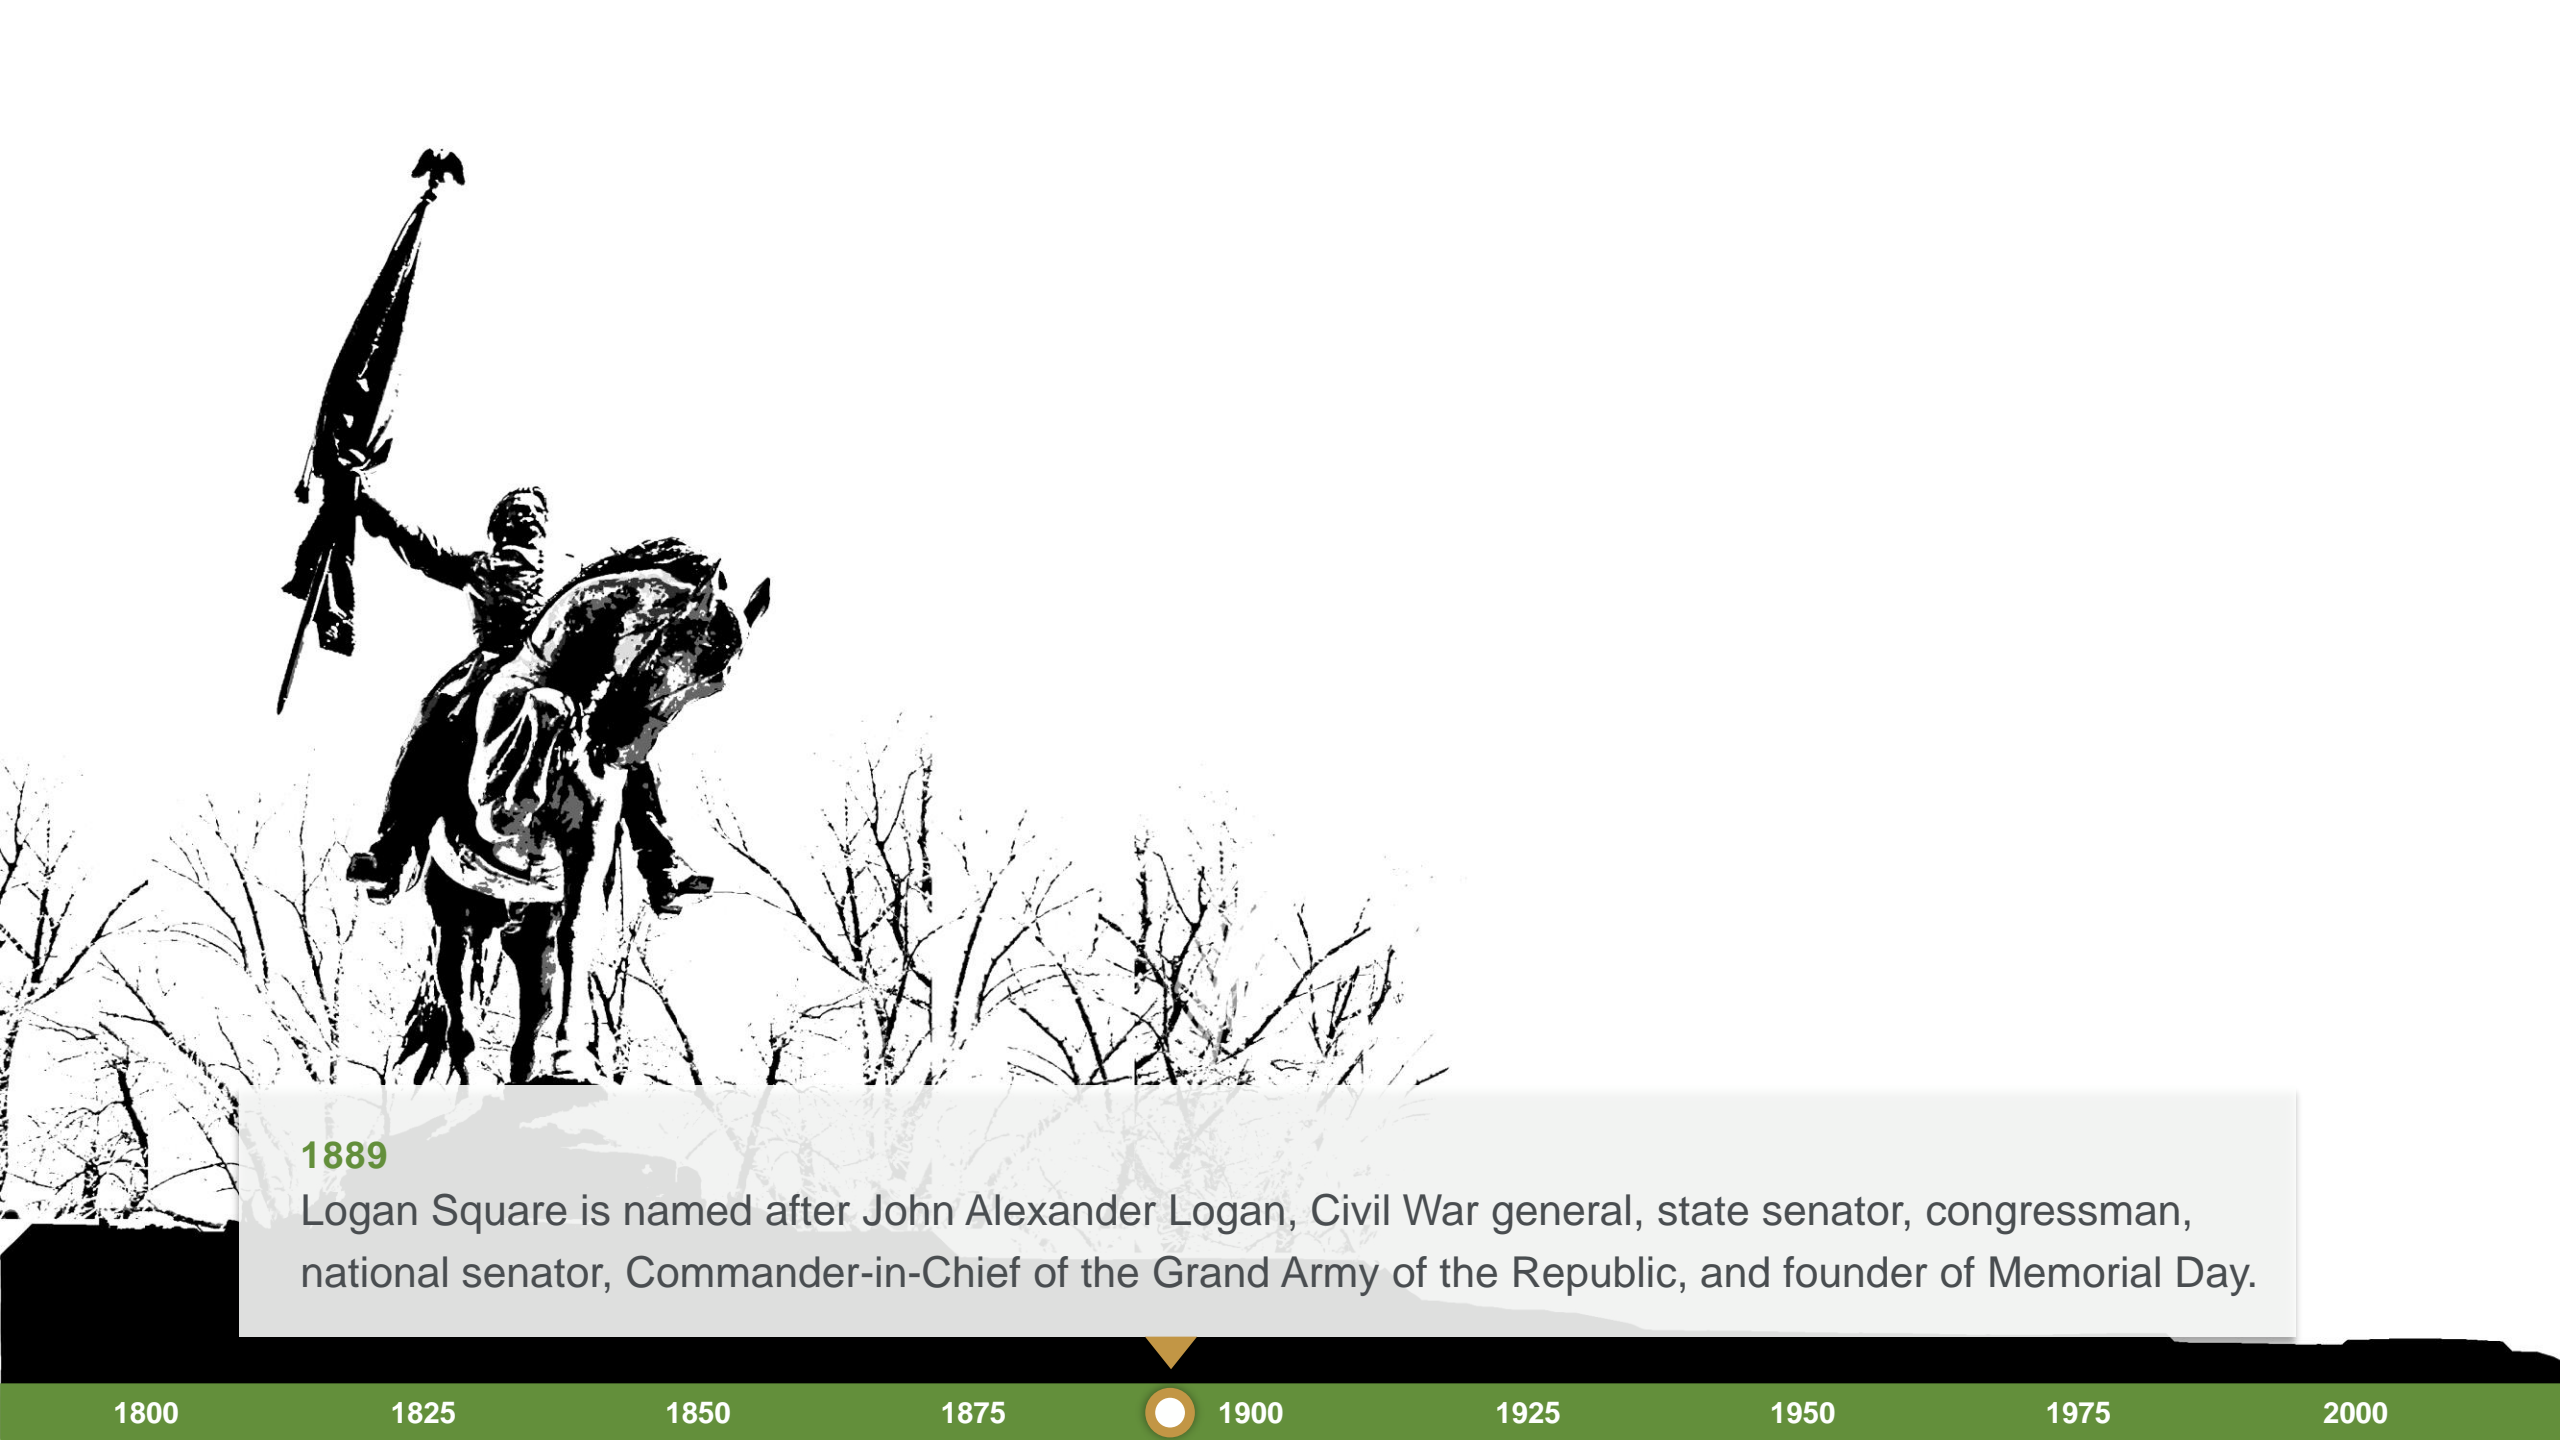 1889
Logan Square is named after John Alexander Logan, Civil War general, state senator, congressman,
national senator, Commander-in-Chief of the Grand Army of the Republic, and founder of Memorial Day.
1800 1825 1850 1875 1900 1925 1950 1975 2000